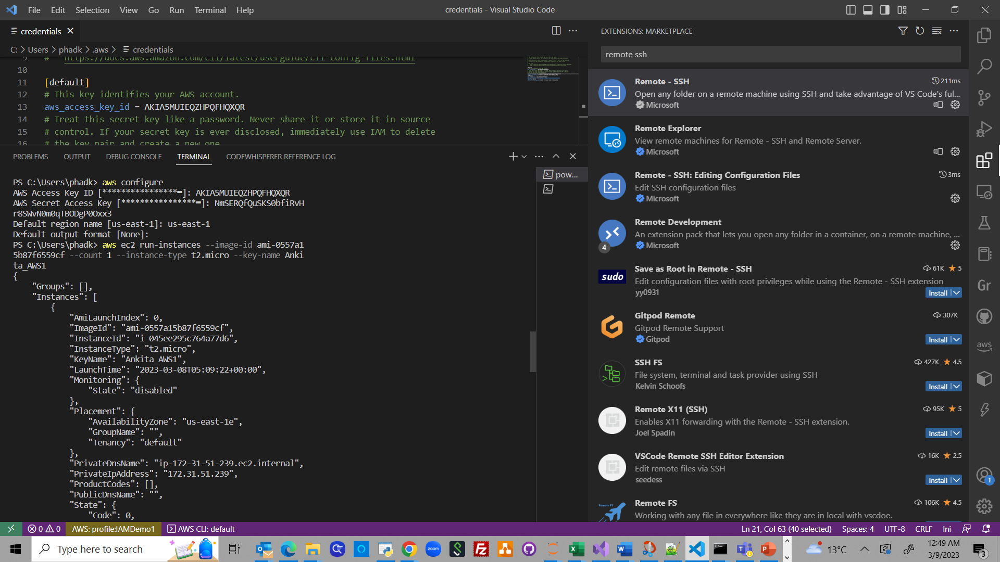 File Edit Selection View Go Run Terminal Help
credentials - Visual Studio Code
credentials
C: > Users > phadk > .aws > credentials
9 # https://docs.aws.amazon.com/cli/latest/userguide/cli-config-files.html
10
11 [default]
12 # This key identifies your AWS account.
13 aws_access_key_id = AKIA5MUIEQZHPQFHQXQR
14 # Treat this secret key like a password. Never share it or store it in source
15 # control. If your secret key is ever disclosed, immediately use IAM to delete
16 # the key pair and create a new one.
PROBLEMS OUTPUT DEBUG CONSOLE TERMINAL CODEWHISPERER REFERENCE LOG
pow...
PS C:\Users\phadk> aws configure
AWS Access Key ID [****************=]: AKIA5MUIEQZHPQFHQXQR
AWS Secret Access Key [****************=]: [redacted]
Default region name [us-east-1]: us-east-1
Default output format [None]:
PS C:\Users\phadk> aws ec2 run-instances --image-id ami-0557a1
5b87f6559cf --count 1 --instance-type t2.micro --key-name Anki
ta_AWS1
{
"Groups": [],
"Instances": [
{
"AmiLaunchIndex": 0,
"ImageId": "ami-0557a15b87f6559cf",
"InstanceId": "i-045ee295c764a77d6",
"InstanceType": "t2.micro",
"KeyName": "Ankita_AWS1",
"LaunchTime": "2023-03-08T05:09:22+00:00",
"Monitoring": {
"State": "disabled"
},
"Placement": {
"AvailabilityZone": "us-east-1e",
"GroupName": "",
"Tenancy": "default"
},
"PrivateDnsName": "ip-172-31-51-239.ec2.internal",
"PrivateIpAddress": "172.31.51.239",
"ProductCodes": [],
"PublicDnsName": "",
"State": {
"Code": 0,
EXTENSIONS: MARKETPLACE
remote ssh
Remote - SSH 211ms
Open any folder on a remote machine using SSH and take advantage of VS Code's ful...
Microsoft
Remote Explorer
View remote machines for Remote - SSH and Remote Server.
Microsoft
Remote - SSH: Editing Configuration Files 3ms
Edit SSH configuration files
Microsoft
Remote Development
An extension pack that lets you open any folder in a container, on a remote machine, ...
4 Microsoft
Save as Root in Remote - SSH 61K 5
sudo Edit configuration files with root privileges while using the Remote - SSH extension
yy0931 Install
Gitpod Remote 307K
Gitpod Remote Support
Gitpod Install
SSH FS 427K 4.5
File system, terminal and task provider using SSH
Kelvin Schoofs Install
Remote X11 (SSH) 95K 5
Enables X11 forwarding with the Remote - SSH extension.
Joel Spadin Install
VSCode Remote SSH Editor Extension 16K 2.5
Edit remote files via SSH
seedess Install
Remote FS 106K 4.5
Working with any file in everywhere like they are in local with vscdoe.
Gr
aws
1
0 0 AWS: profile:IAMDemo1 AWS CLI: default
Ln 21, Col 63 (40 selected) Spaces: 4 UTF-8 CRLF Ini
Type here to search
zoom
13°C
12:49 AM
3/9/2023
3